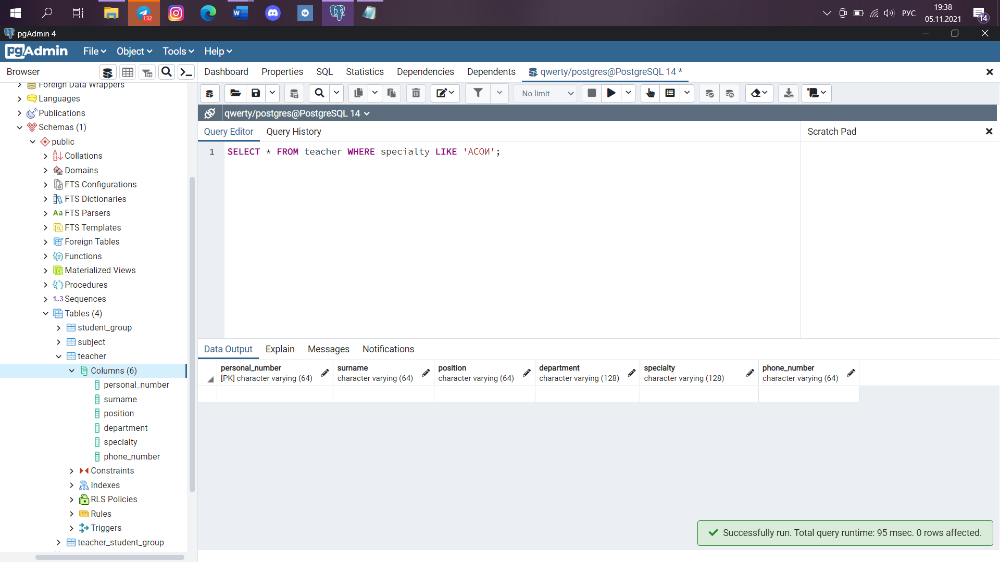 132
РУС
19:38
05.11.2021
14
pgAdmin 4
pgAdmin File Object Tools Help
Browser
Dashboard Properties SQL Statistics Dependencies Dependents qwerty/postgres@PostgreSQL 14 *
No limit
qwerty/postgres@PostgreSQL 14
Query Editor Query History
Scratch Pad
1 SELECT * FROM teacher WHERE specialty LIKE 'АСОИ';
Foreign Data Wrappers
Languages
Publications
Schemas (1)
public
Collations
Domains
FTS Configurations
FTS Dictionaries
Aa FTS Parsers
FTS Templates
Foreign Tables
Functions
Materialized Views
Procedures
1..3 Sequences
Tables (4)
student_group
subject
teacher
Columns (6)
personal_number
surname
position
department
specialty
phone_number
Constraints
Indexes
RLS Policies
Rules
Triggers
teacher_student_group
Data Output Explain Messages Notifications
personal_number surname position department specialty phone_number
[PK] character varying (64) character varying (64) character varying (64) character varying (128) character varying (128) character varying (64)
Successfully run. Total query runtime: 95 msec. 0 rows affected.